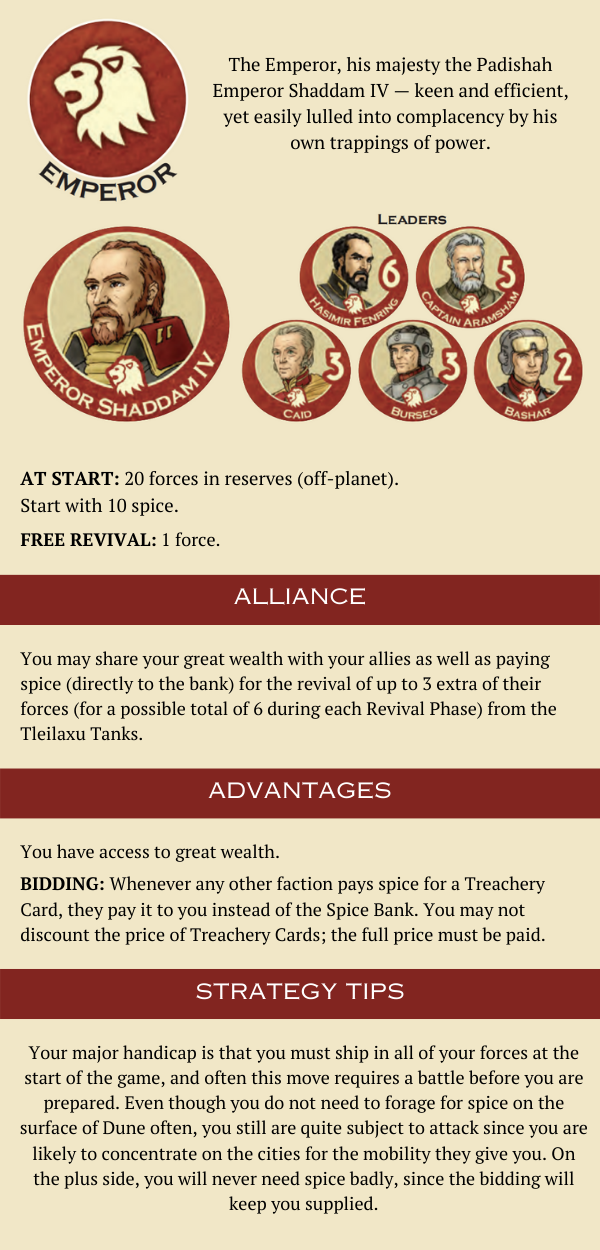 The Emperor, his majesty the Padishah
Emperor Shaddam IV — keen and efficient,
yet easily lulled into complacency by his
own trappings of power.
EMPEROR
LEADERS
6
HASIMIR FENRING
5
CAPTAIN ARAMSHAM
EMPEROR SHADDAM IV
3
CAID
3
BURSEG
2
BASHAR
AT START: 20 forces in reserves (off-planet).
Start with 10 spice.
FREE REVIVAL: 1 force.
ALLIANCE
You may share your great wealth with your allies as well as paying
spice (directly to the bank) for the revival of up to 3 extra of their
forces (for a possible total of 6 during each Revival Phase) from the
Tleilaxu Tanks.
ADVANTAGES
You have access to great wealth.
BIDDING: Whenever any other faction pays spice for a Treachery
Card, they pay it to you instead of the Spice Bank. You may not
discount the price of Treachery Cards; the full price must be paid.
STRATEGY TIPS
Your major handicap is that you must ship in all of your forces at the
start of the game, and often this move requires a battle before you are
prepared. Even though you do not need to forage for spice on the
surface of Dune often, you still are quite subject to attack since you are
likely to concentrate on the cities for the mobility they give you. On
the plus side, you will never need spice badly, since the bidding will
keep you supplied.